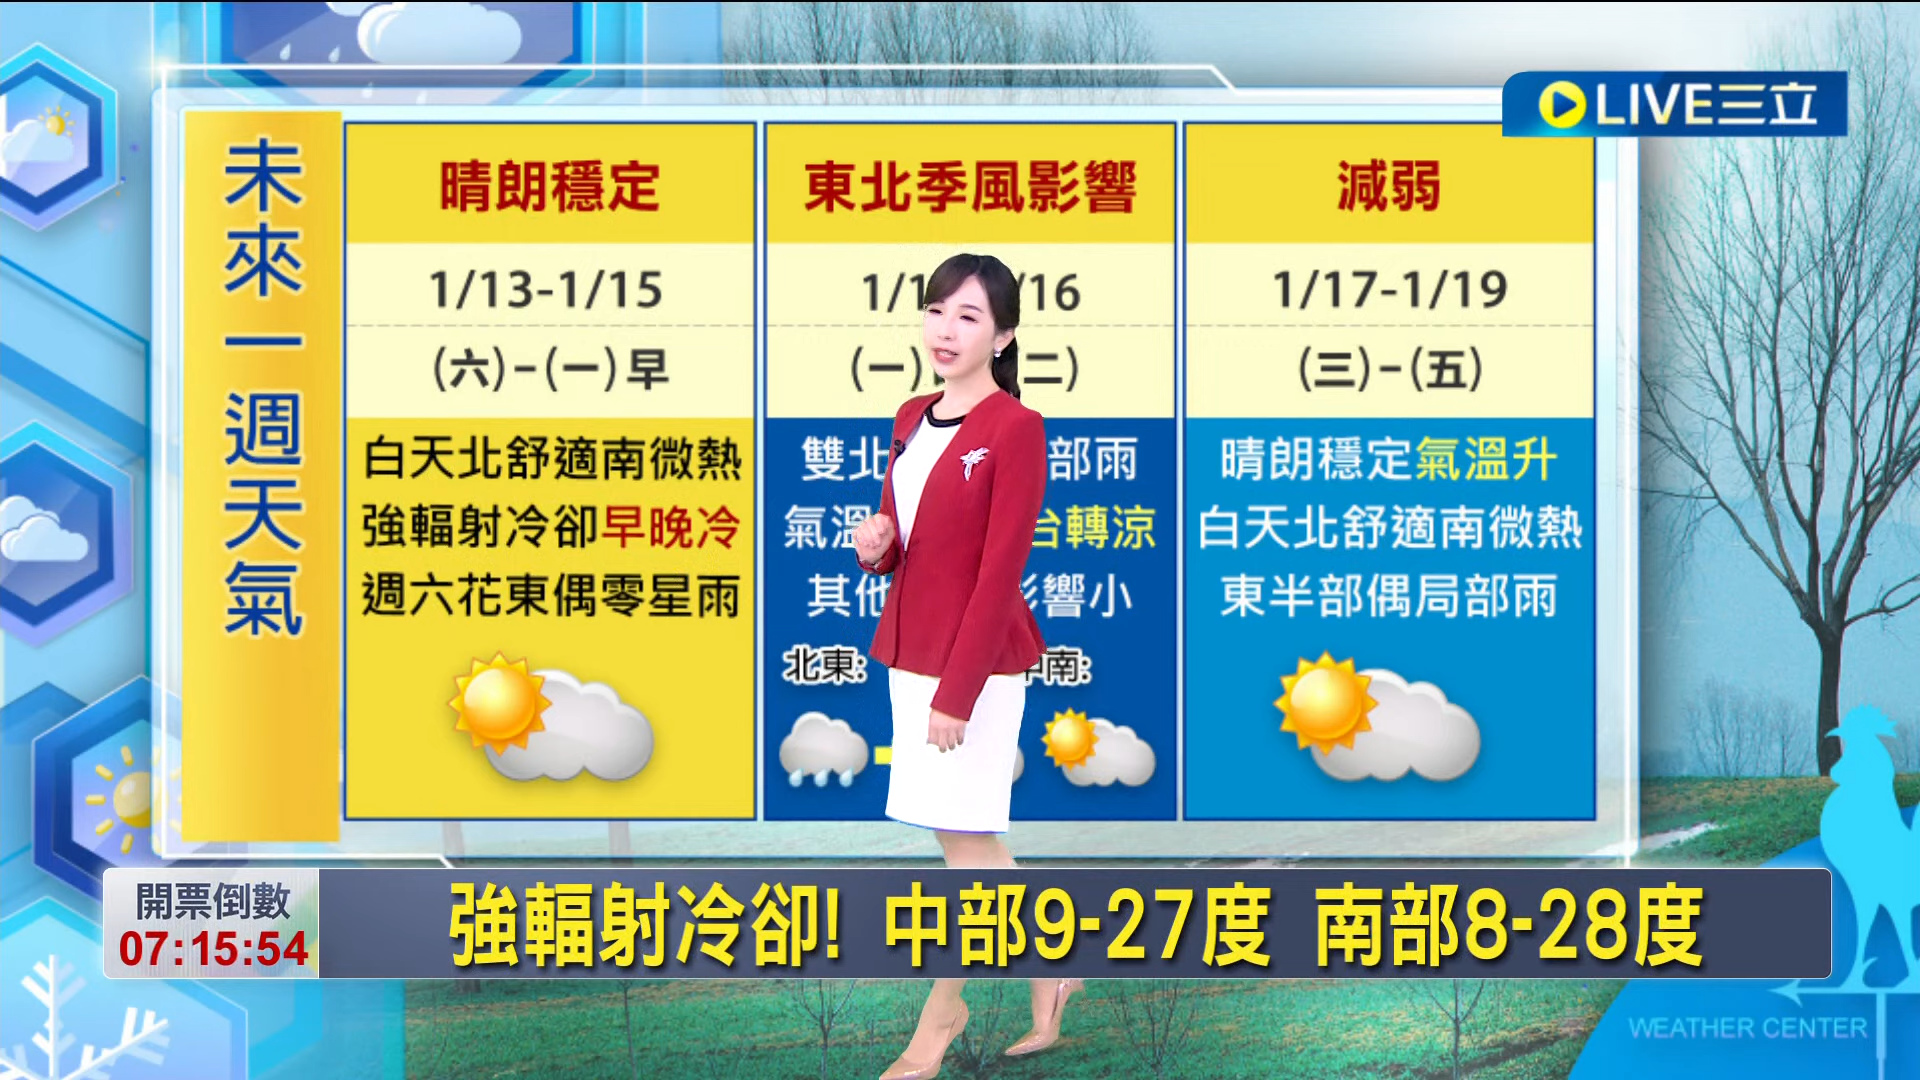 LIVE三立
未來一週天氣
晴朗穩定
1/13-1/15
(六)-(一)早
白天北舒適南微熱
強輻射冷卻早晚冷
週六花東偶零星雨
東北季風影響
1/1 /16
(一) 二)
雙北 部雨
氣溫 台轉涼
其他 影響小
北東: 中南:
減弱
1/17-1/19
(三)-(五)
晴朗穩定氣溫升
白天北舒適南微熱
東半部偶局部雨
開票倒數
07:15:54
強輻射冷卻! 中部9-27度 南部8-28度
WEATHER CENTER